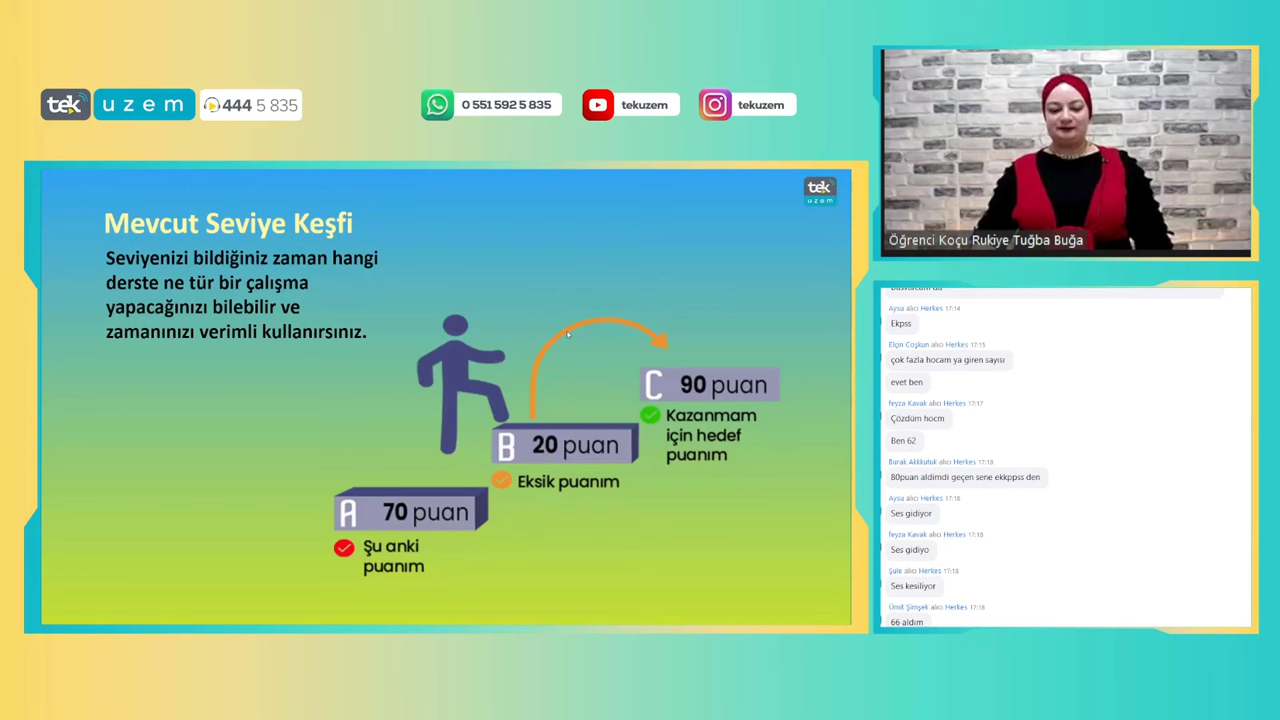 tek uzem 444 5 835
0 551 592 5 835
tekuzem
tekuzem
tek
uzem
Mevcut Seviye Keşfi
Seviyenizi bildiğiniz zaman hangi
derste ne tür bir çalışma
yapacağınızı bilebilir ve
zamanınızı verimli kullanırsınız.
C 90 puan
Kazanmam
için hedef
puanım
B 20 puan
Eksik puanım
A 70 puan
Şu anki
puanım
Öğrenci Koçu Rukiye Tuğba Buğa
Aysu alıcı Herkes 17:14
Ekpss
Elçin Coşkun alıcı Herkes 17:15
çok fazla hocam ya giren sayısı
evet ben
feyza Kavak alıcı Herkes 17:17
Çözdüm hocm
Ben 62
Burak Akkkutuk alıcı Herkes 17:18
80puan aldimdi geçen sene ekkppss den
Aysu alıcı Herkes 17:18
Ses gidiyor
feyza Kavak alıcı Herkes 17:18
Ses gidiyo
Şule alıcı Herkes 17:18
Ses kesiliyor
Ümit Şimşek alıcı Herkes 17:18
66 aldım